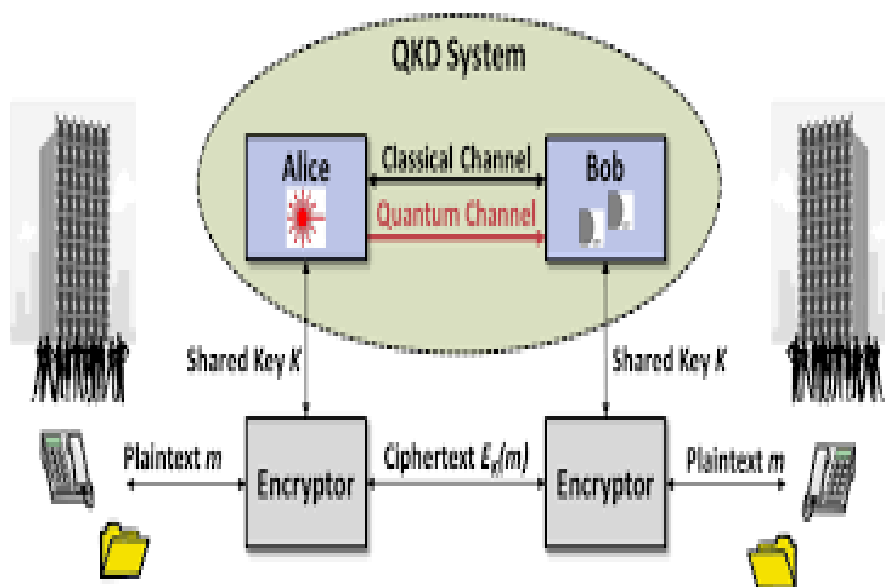 QKD System
Alice
Classical Channel
Bob
Quantum Channel
Shared Key K
Shared Key K
Plaintext m
Encryptor
Ciphertext E_K(m)
Encryptor
Plaintext m